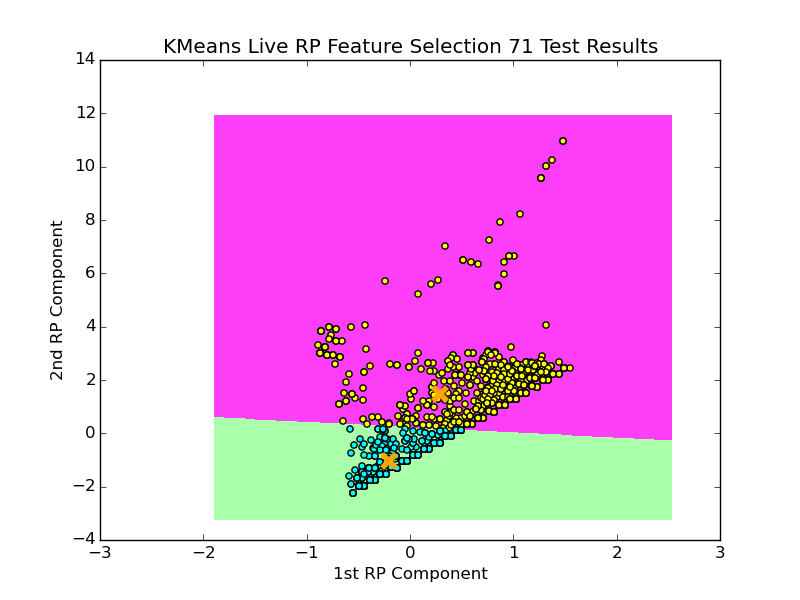 KMeans Live RP Feature Selection 71 Test Results
14
12
10
8
6
4
2
0
−2
−4
2nd RP Component
−3 −2 −1 0 1 2 3
1st RP Component